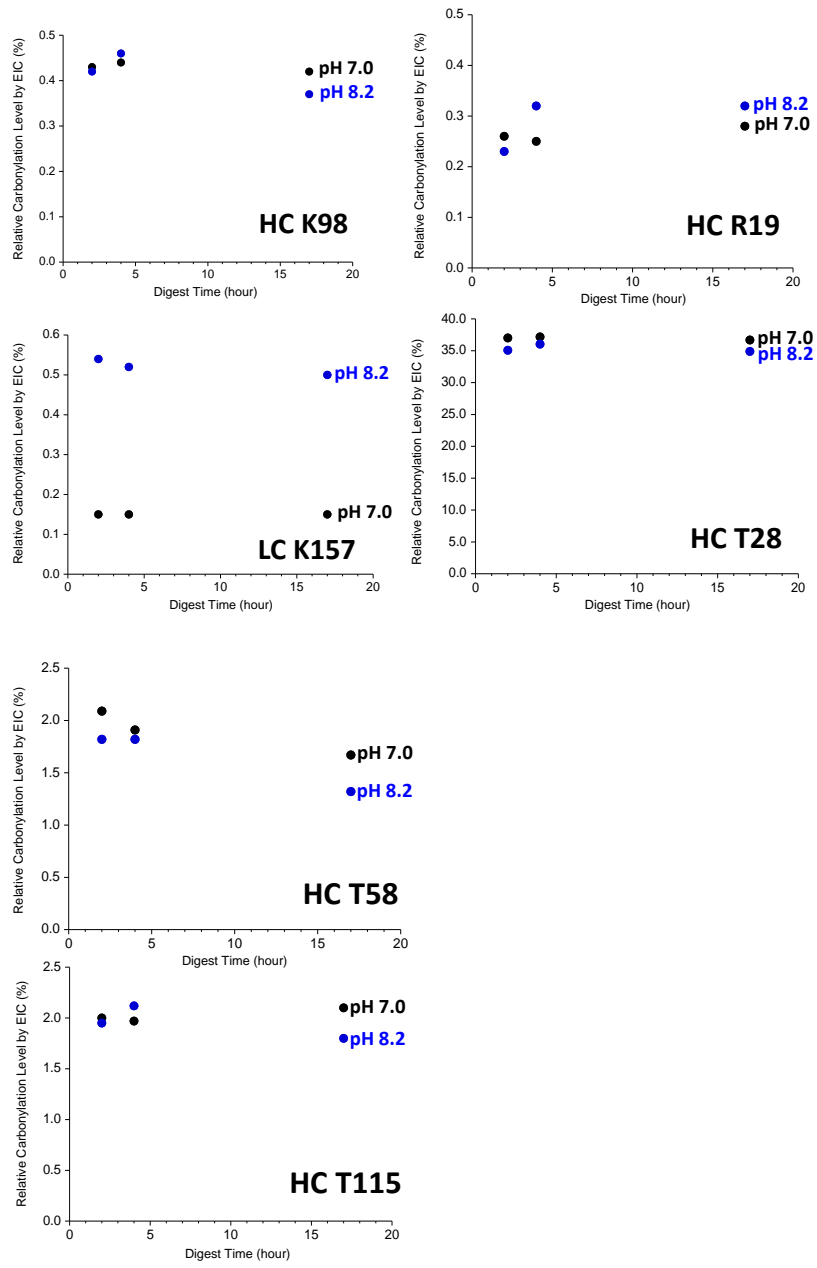 Relative Carbonylation Level by EIC (%)
0.5
0.4
0.3
0.2
0.1
0.0
pH 7.0
pH 8.2
HC K98
0 5 10 15 20
Digest Time (hour)
Relative Carbonylation Level by EIC (%)
0.5
0.4
0.3
0.2
0.1
0.0
pH 8.2
pH 7.0
HC R19
0 5 10 15 20
Digest Time (hour)
Relative Carbonylation Level by EIC (%)
0.6
0.5
0.4
0.3
0.2
0.1
0.0
pH 8.2
pH 7.0
LC K157
0 5 10 15 20
Digest Time (hour)
Relative Carbonylation Level by EIC (%)
40.0
35.0
30.0
25.0
20.0
15.0
10.0
5.0
0.0
pH 7.0
pH 8.2
HC T28
0 5 10 15 20
Digest Time (hour)
Relative Carbonylation Level by EIC (%)
2.5
2.0
1.5
1.0
0.5
0.0
pH 7.0
pH 8.2
HC T58
0 5 10 15 20
Digest Time (hour)
Relative Carbonylation Level by EIC (%)
2.5
2.0
1.5
1.0
0.5
0.0
pH 7.0
pH 8.2
HC T115
0 5 10 15 20
Digest Time (hour)